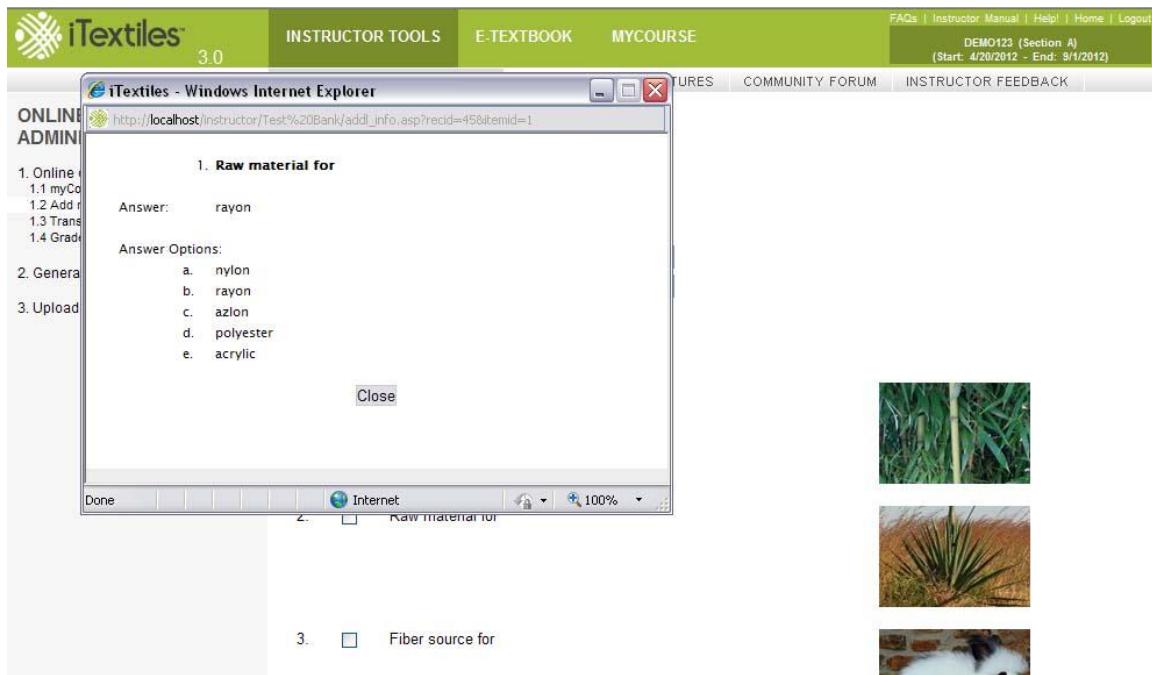 FAQs | Instructor Manual | Help! | Home | Logout
iTextiles 3.0
INSTRUCTOR TOOLS E-TEXTBOOK MYCOURSE
DEMO123 (Section A)
(Start: 4/20/2012 - End: 9/1/2012)
TURES COMMUNITY FORUM INSTRUCTOR FEEDBACK
ONLINE
ADMINI
1. Online
1.1 myCo
1.2 Add
1.3 Trans
1.4 Grade
2. Genera
3. Upload
iTextiles - Windows Internet Explorer
http://localhost/instructor/Test%20Bank/addl_info.asp?recid=45&itemid=1
1. Raw material for
Answer: rayon
Answer Options:
a. nylon
b. rayon
c. azlon
d. polyester
e. acrylic
Close
Done Internet 100%
2. Raw material for
3. Fiber source for